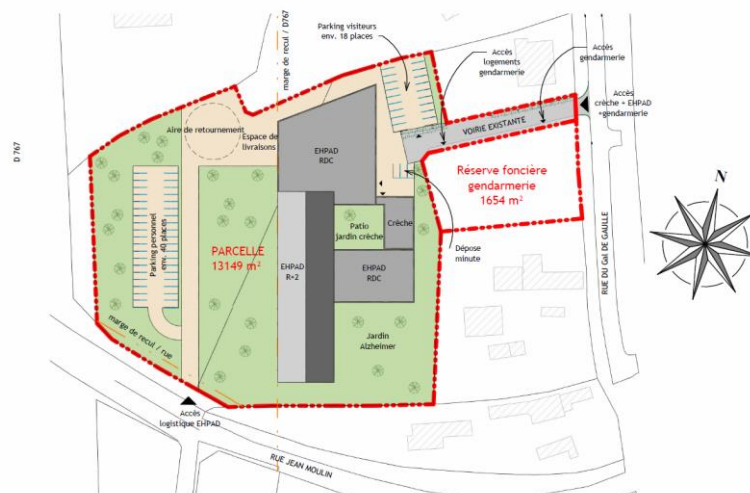 Parking visiteurs
env. 18 places
marge de recul / D767
Accès
logements
gendarmerie
Accès
gendarmerie
Accès
crèche + EHPAD
+gendarmerie
VOIRIE EXISTANTE
Aire de retournement
Espace de
livraisons
EHPAD
RDC
D 767
Réserve foncière
gendarmerie
1654 m²
N
Parking personnel
env. 40 places
PARCELLE
13149 m²
Patio
jardin crèche
Crèche
Dépose
minute
EHPAD
R+2
EHPAD
RDC
RUE DU Gal DE GAULLE
marge de recul / rue
Jardin
Alzheimer
Accès
logistique EHPAD
RUE JEAN MOULIN